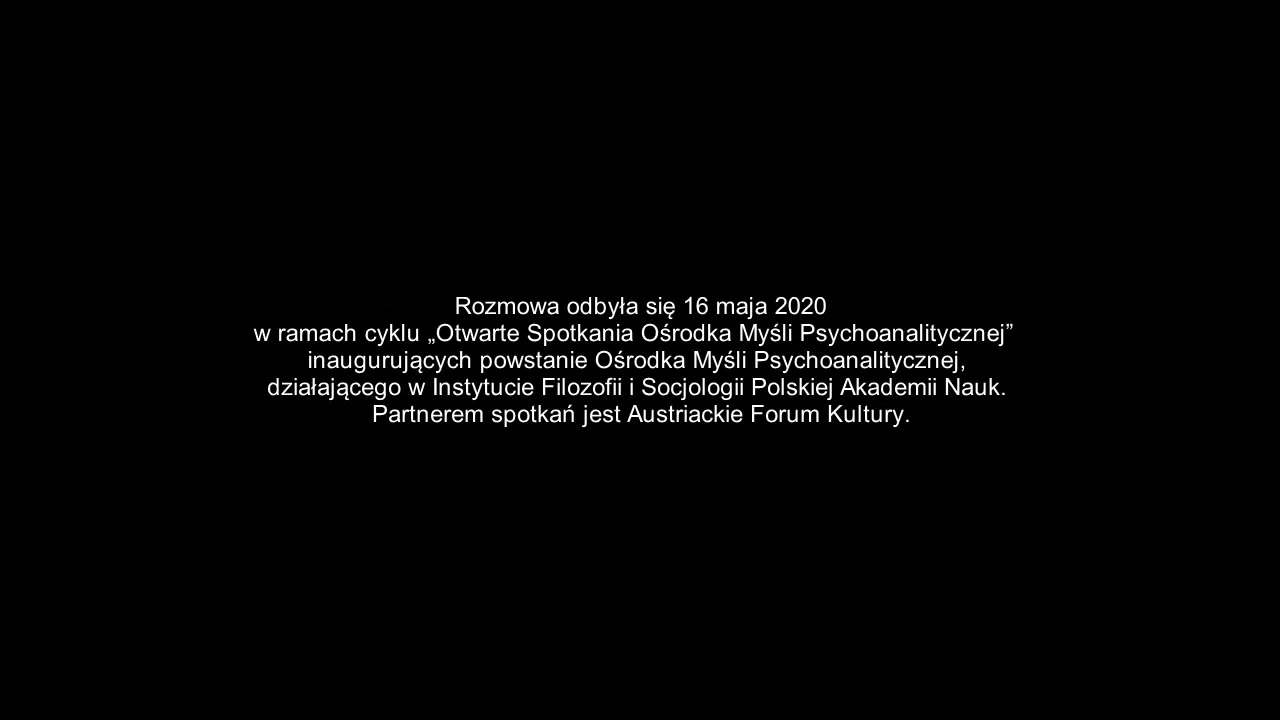 Rozmowa odbyła się 16 maja 2020
w ramach cyklu „Otwarte Spotkania Ośrodka Myśli Psychoanalitycznej”
inaugurujących powstanie Ośrodka Myśli Psychoanalitycznej,
działającego w Instytucie Filozofii i Socjologii Polskiej Akademii Nauk.
Partnerem spotkań jest Austriackie Forum Kultury.